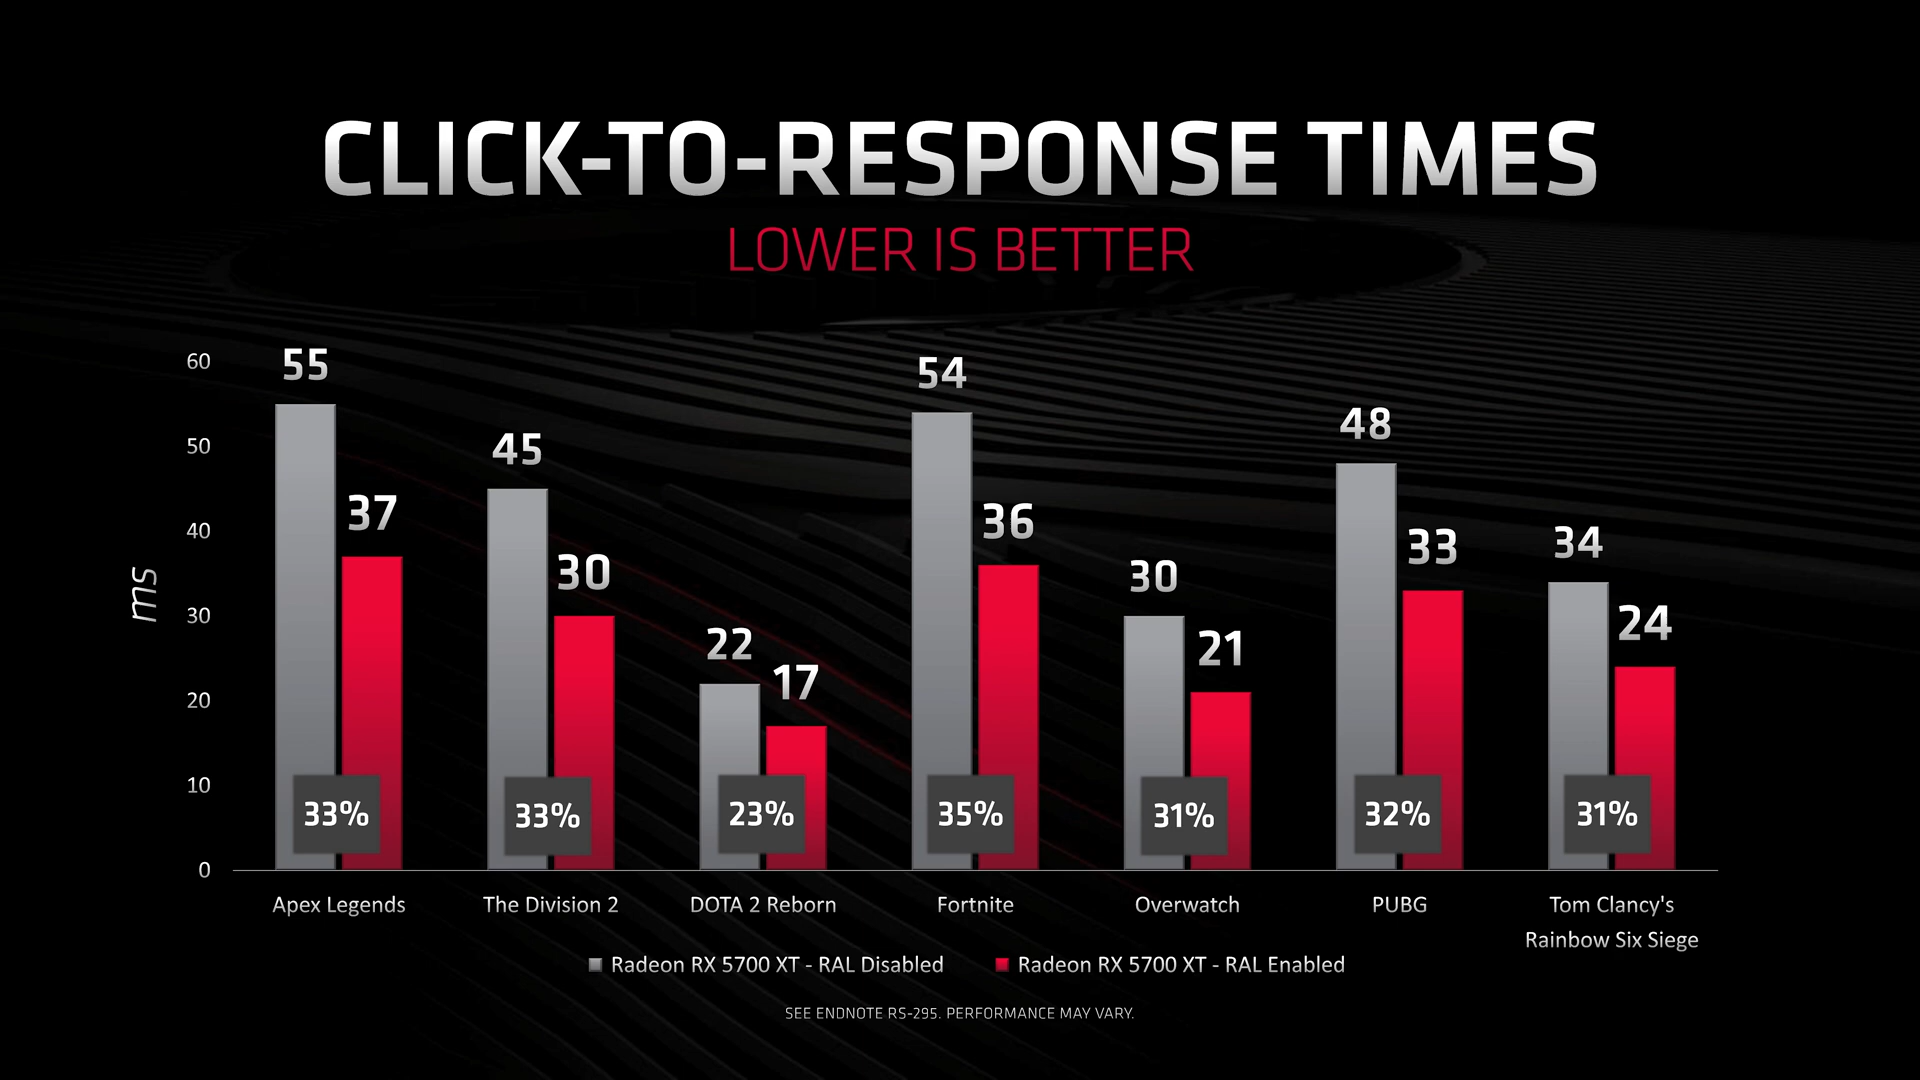 CLICK-TO-RESPONSE TIMES
LOWER IS BETTER
ms
60
50
40
30
20
10
0
55
37
33%
45
30
33%
22
17
23%
54
36
35%
30
21
31%
48
33
32%
34
24
31%
Apex Legends
The Division 2
DOTA 2 Reborn
Fortnite
Overwatch
PUBG
Tom Clancy's
Rainbow Six Siege
Radeon RX 5700 XT - RAL Disabled
Radeon RX 5700 XT - RAL Enabled
SEE ENDNOTE RS-295. PERFORMANCE MAY VARY.